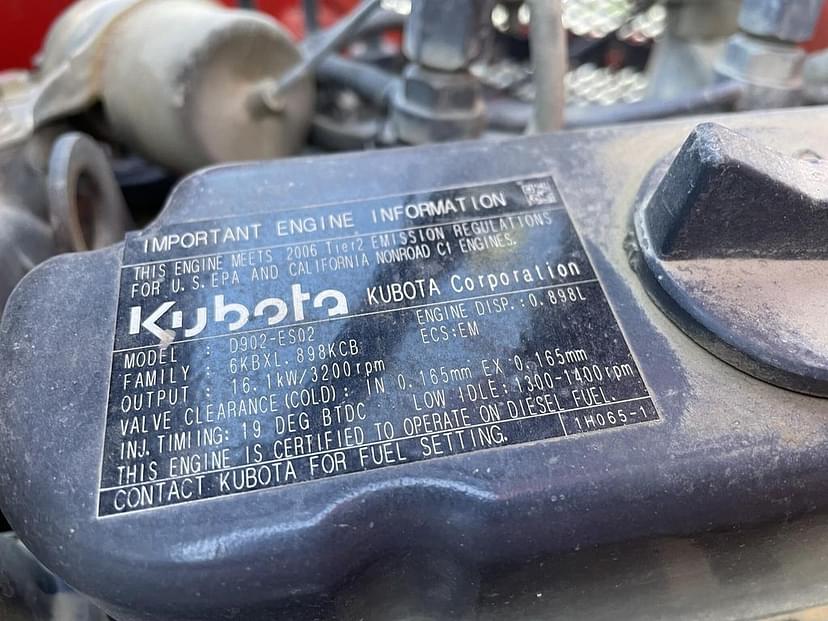 IMPORTANT ENGINE INFORMATION
THIS ENGINE MEETS 2006 Tier2 EMISSION REGULATIONS
FOR U.S. EPA AND CALIFORNIA NONROAD CI ENGINES.
Kubota KUBOTA Corporation
MODEL : D902-ES02 ENGINE DISP.:0.898L
FAMILY : 6KBXL.898KCB ECS:EM
OUTPUT : 16.1kW/3200rpm
VALVE CLEARANCE(COLD): IN 0.165mm EX 0.165mm
INJ.TIMIING: 19 DEG BTDC LOW IDLE:1300-1400rpm
THIS ENGINE IS CERTIFIED TO OPERATE ON DIESEL FUEL.
CONTACT KUBOTA FOR FUEL SETTING. 1H065-1